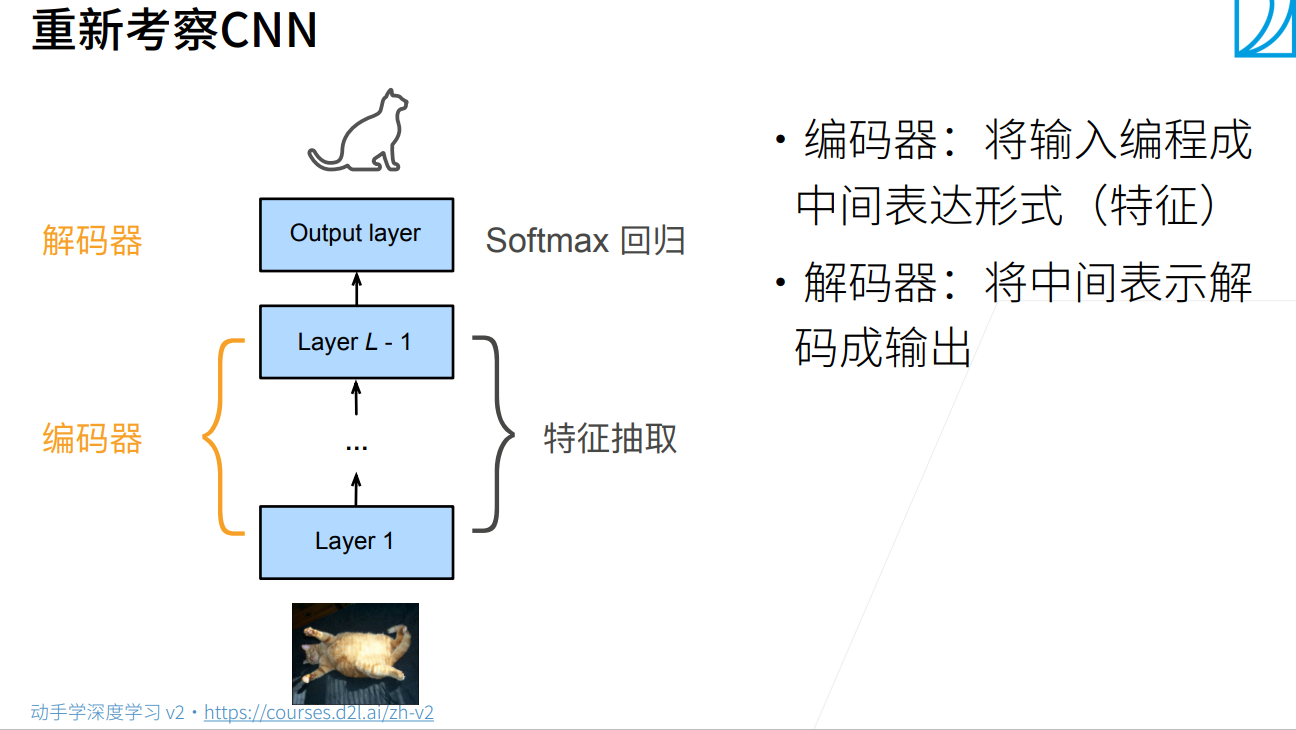 重新考察CNN
解码器
Output layer
Softmax 回归
Layer L - 1
编码器
...
特征抽取
Layer 1
• 编码器：将输入编程成
中间表达形式（特征）
• 解码器：将中间表示解
码成输出
动手学深度学习 v2 • https://courses.d2l.ai/zh-v2